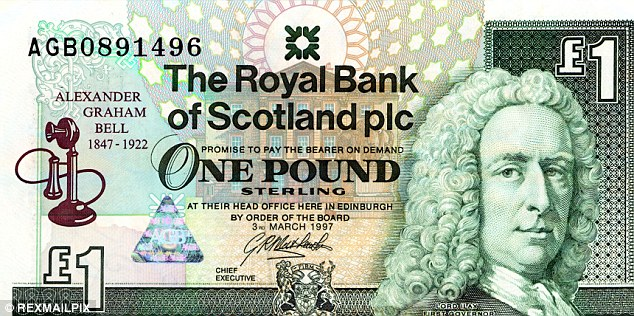 AGB0891496
£1
The Royal Bank
of Scotland plc
ALEXANDER
GRAHAM
BELL
1847 - 1922
PROMISE TO PAY THE BEARER ON DEMAND
ONE POUND
STERLING
AT THEIR HEAD OFFICE HERE IN EDINBURGH
BY ORDER OF THE BOARD
3RD MARCH 1997
AGB
CHIEF
EXECUTIVE
£1
LORD ILAY
FIRST GOVERNOR
© REXMAILPIX